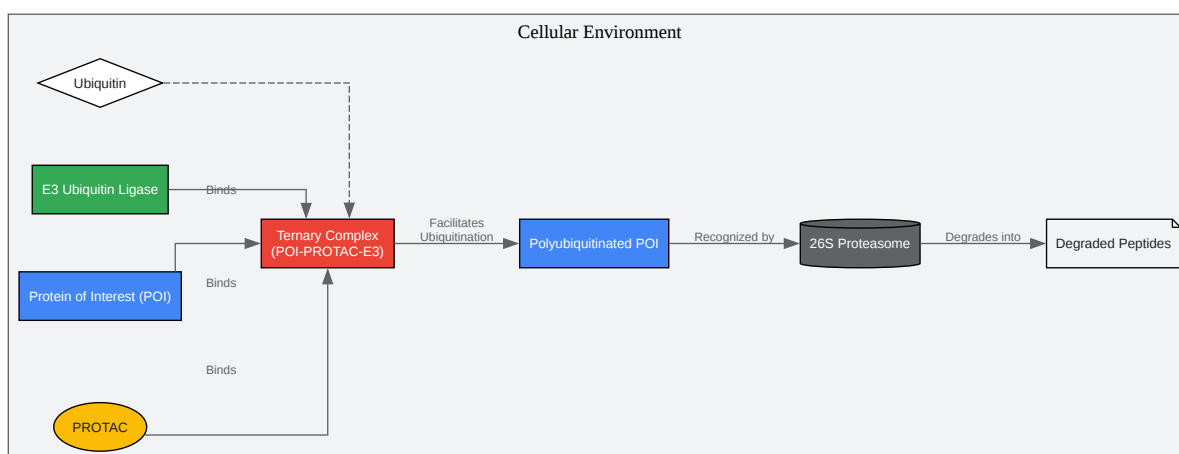 Cellular Environment
Ubiquitin
E3 Ubiquitin Ligase
Binds
Ternary Complex
(POI-PROTAC-E3)
Facilitates
Ubiquitination
Polyubiquitinated POI
Recognized by
26S Proteasome
Degrades into
Degraded Peptides
Protein of Interest (POI)
Binds
Binds
PROTAC